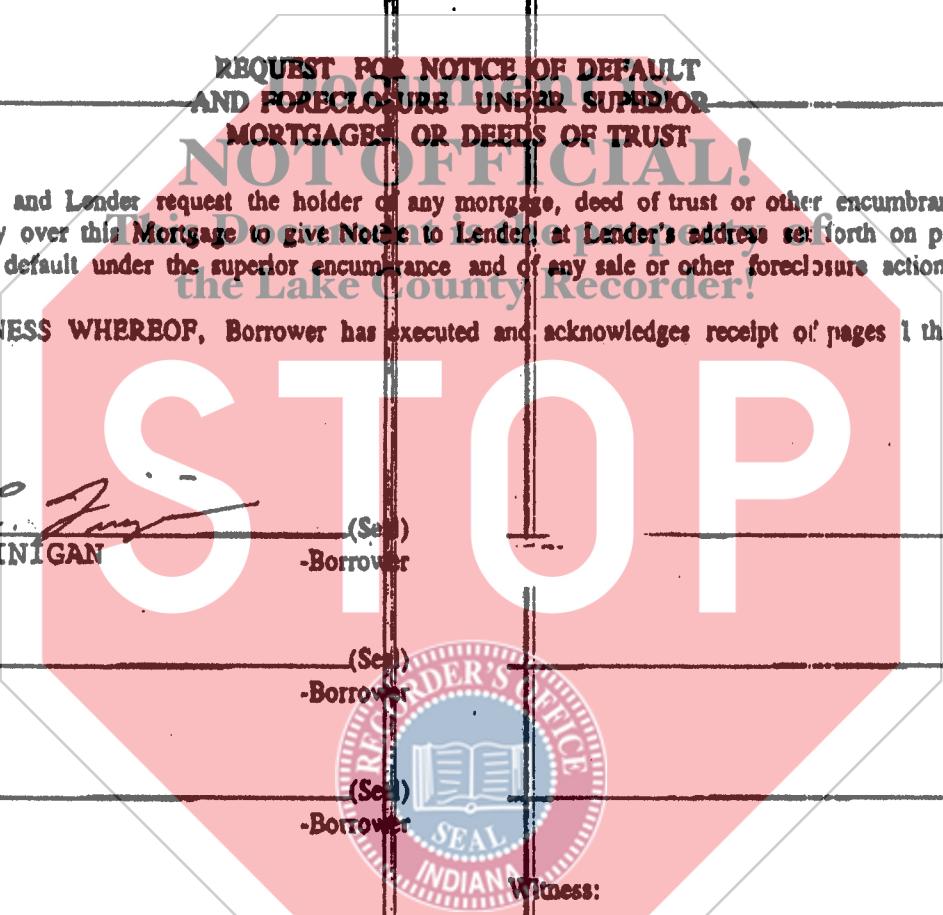 REQUEST FOR NOTICE OF DEFAULT
AND FORECLOSURE UNDER SUPERIOR
MORTGAGES OR DEEDS OF TRUST
Document is
NOT OFFICIAL!
This Document is the property of
the Lake County Recorder!
and Lender request the holder of any mortgage, deed of trust or other encumbran
y over this Mortgage to give Notice to Lender, at Lender's address set forth on p
default under the superior encumbrance and of any sale or other foreclosure action
NESS WHEREOF, Borrower has executed and acknowledges receipt of pages 1 th
STOP
(Seal)
INIGAN -Borrower
(Seal)
-Borrower
(Seal)
-Borrower
RECORDER'S OFFICE
SEAL
INDIANA
Witness: